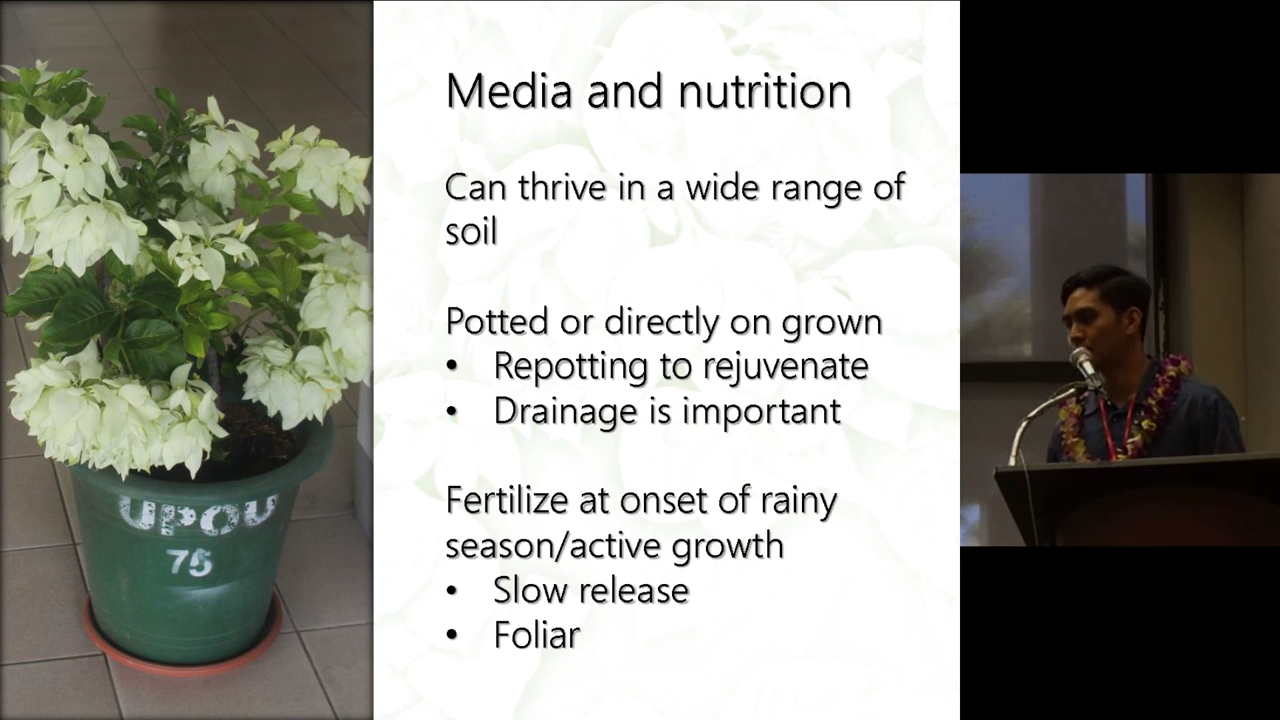 Media and nutrition
Can thrive in a wide range of
soil
Potted or directly on grown
• Repotting to rejuvenate
• Drainage is important
Fertilize at onset of rainy
season/active growth
• Slow release
• Foliar
UPOU
75